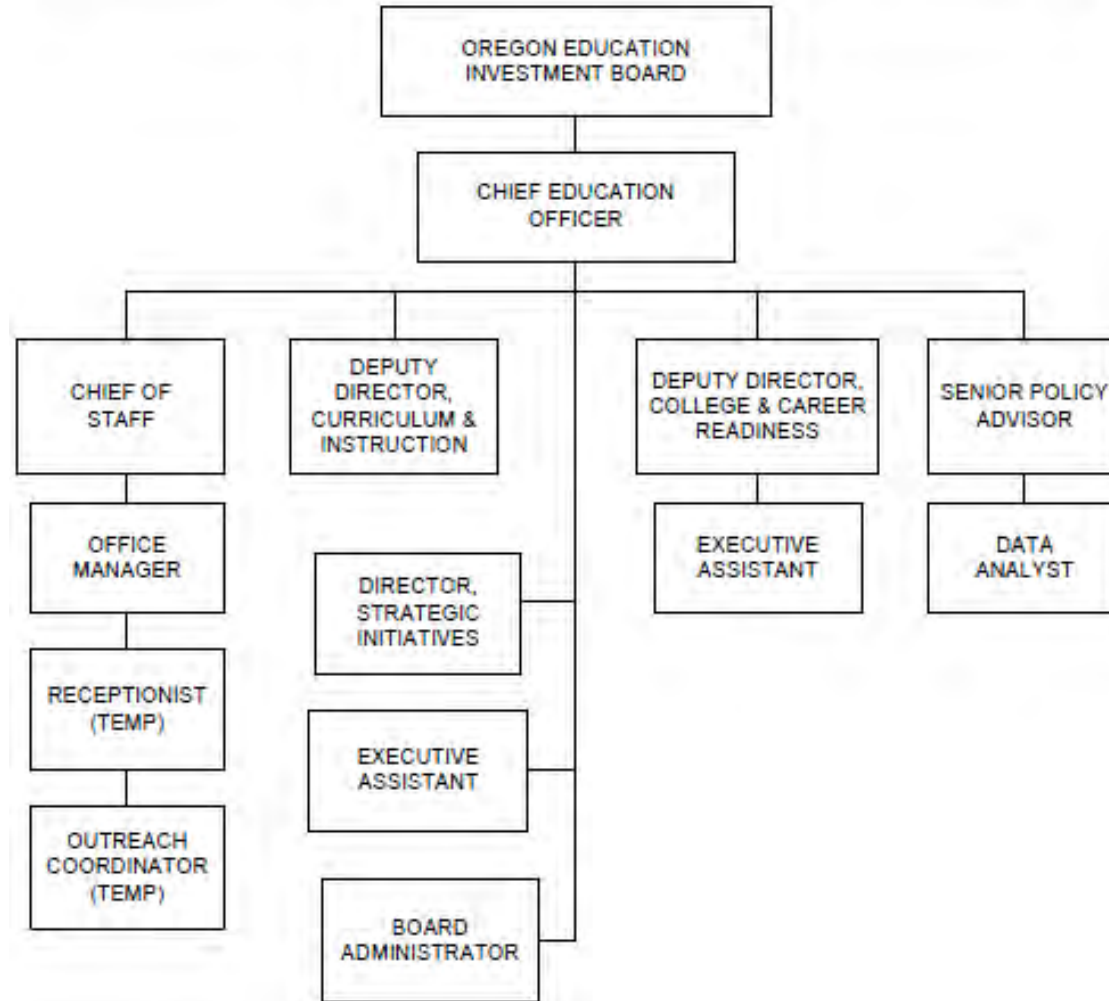 OREGON EDUCATION
INVESTMENT BOARD
CHIEF EDUCATION
OFFICER
CHIEF OF
STAFF
DEPUTY
DIRECTOR,
CURRICULUM &
INSTRUCTION
DEPUTY DIRECTOR,
COLLEGE & CAREER
READINESS
SENIOR POLICY
ADVISOR
OFFICE
MANAGER
EXECUTIVE
ASSISTANT
DATA
ANALYST
DIRECTOR,
STRATEGIC
INITIATIVES
RECEPTIONIST
(TEMP)
EXECUTIVE
ASSISTANT
OUTREACH
COORDINATOR
(TEMP)
BOARD
ADMINISTRATOR